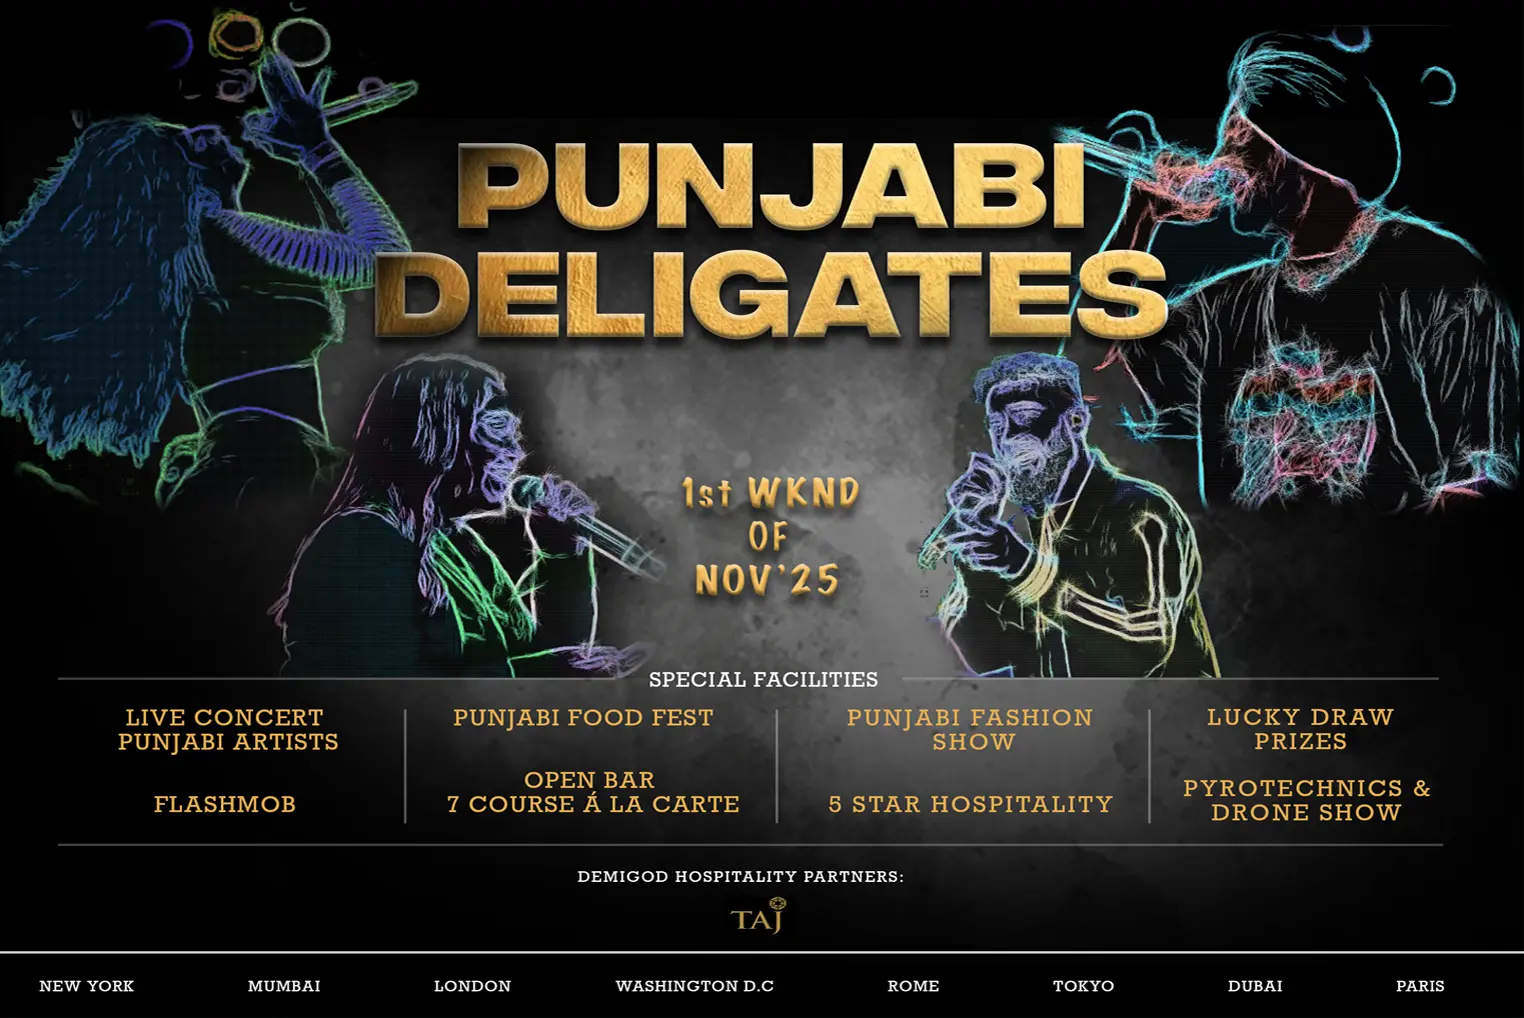 PUNJABI
DELIGATES
1st WKND
OF
NOV'25
SPECIAL FACILITIES
LIVE CONCERT
PUNJABI ARTISTS
FLASHMOB
PUNJABI FOOD FEST
OPEN BAR
7 COURSE Á LA CARTE
PUNJABI FASHION
SHOW
5 STAR HOSPITALITY
LUCKY DRAW
PRIZES
PYROTECHNICS &
DRONE SHOW
DEMIGOD HOSPITALITY PARTNERS:
TAJ
NEW YORK MUMBAI LONDON WASHINGTON D.C ROME TOKYO DUBAI PARIS